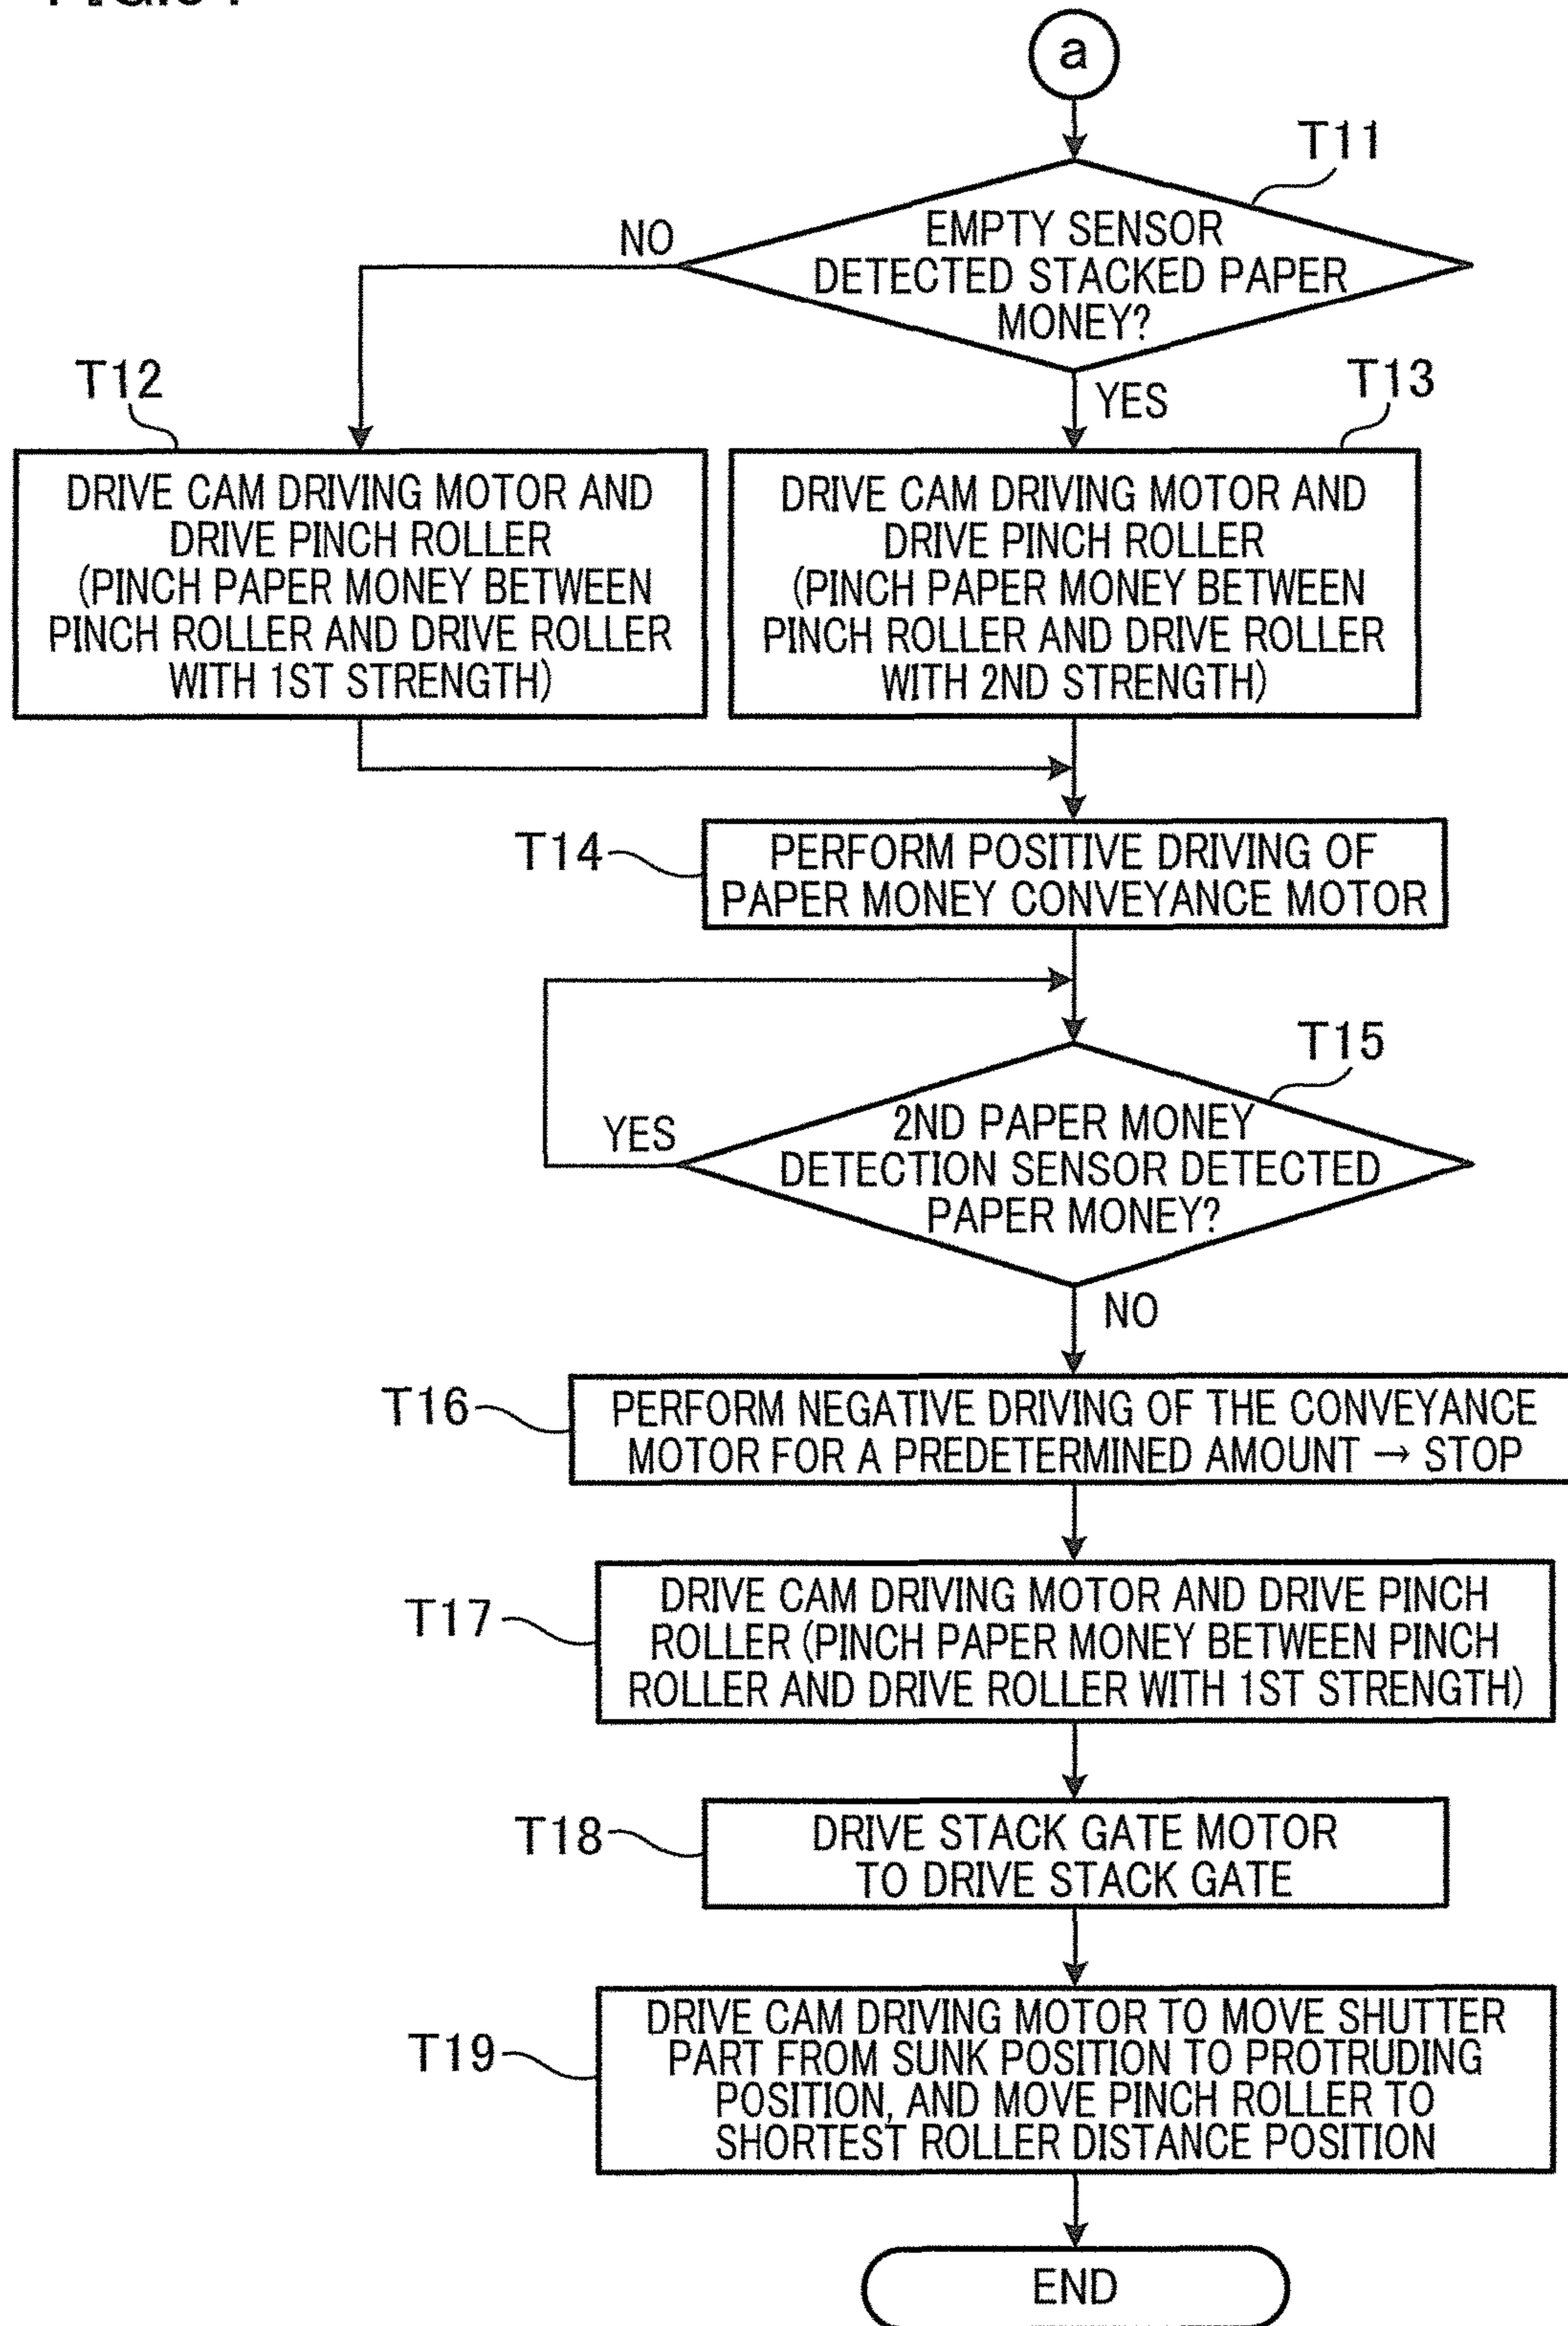 a
T11
EMPTY SENSOR
DETECTED STACKED PAPER
MONEY?
NO
YES
T12
DRIVE CAM DRIVING MOTOR AND
DRIVE PINCH ROLLER
(PINCH PAPER MONEY BETWEEN
PINCH ROLLER AND DRIVE ROLLER
WITH 1ST STRENGTH)
T13
DRIVE CAM DRIVING MOTOR AND
DRIVE PINCH ROLLER
(PINCH PAPER MONEY BETWEEN
PINCH ROLLER AND DRIVE ROLLER
WITH 2ND STRENGTH)
T14
PERFORM POSITIVE DRIVING OF
PAPER MONEY CONVEYANCE MOTOR
T15
2ND PAPER MONEY
DETECTION SENSOR DETECTED
PAPER MONEY?
YES
NO
T16
PERFORM NEGATIVE DRIVING OF THE CONVEYANCE
MOTOR FOR A PREDETERMINED AMOUNT → STOP
T17
DRIVE CAM DRIVING MOTOR AND DRIVE PINCH
ROLLER (PINCH PAPER MONEY BETWEEN PINCH
ROLLER AND DRIVE ROLLER WITH 1ST STRENGTH)
T18
DRIVE STACK GATE MOTOR
TO DRIVE STACK GATE
T19
DRIVE CAM DRIVING MOTOR TO MOVE SHUTTER
PART FROM SUNK POSITION TO PROTRUDING
POSITION, AND MOVE PINCH ROLLER TO
SHORTEST ROLLER DISTANCE POSITION
END